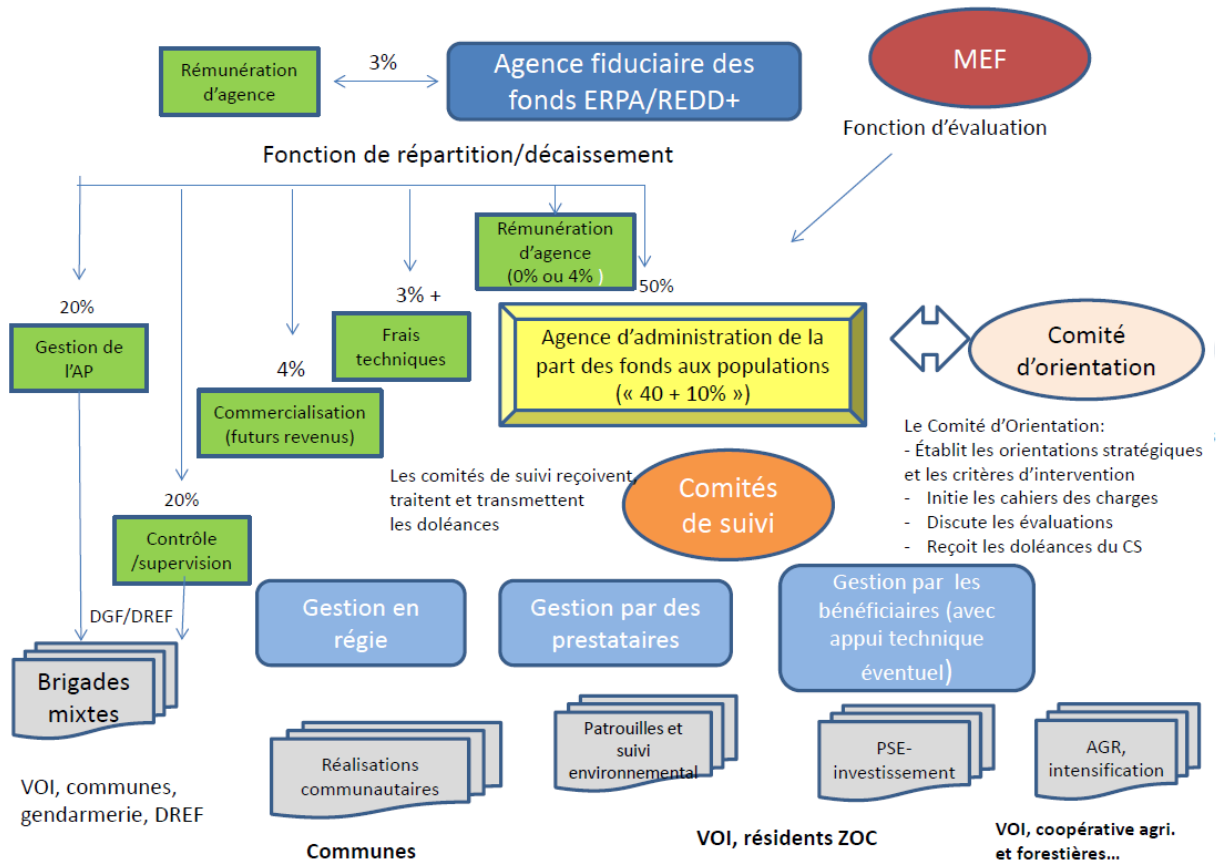 Rémunération
d'agence
3%
Agence fiduciaire des
fonds ERPA/REDD+
MEF
Fonction d'évaluation
Fonction de répartition/décaissement
Rémunération
d'agence
(0% ou 4% )
50%
20%
Gestion de
l'AP
3% +
Frais
techniques
4%
Commercialisation
(futurs revenus)
Agence d'administration de la
part des fonds aux populations
(« 40 + 10% »)
Comité
d'orientation
Le Comité d'Orientation:
- Établit les orientations stratégiques
et les critères d'intervention
- Initie les cahiers des charges
- Discute les évaluations
- Reçoit les doléances du CS
Les comités de suivi reçoivent,
traitent et transmettent
les doléances
Comités
de suivi
20%
Contrôle
/supervision
DGF/DREF
Gestion en
régie
Gestion par des
prestataires
Gestion par les
bénéficiaires (avec
appui technique
éventuel)
Brigades
mixtes
Réalisations
communautaires
Patrouilles et
suivi
environnemental
PSE-
investissement
AGR,
intensification
VOI, communes,
gendarmerie, DREF
Communes
VOI, résidents ZOC
VOI, coopérative agri.
et forestières...